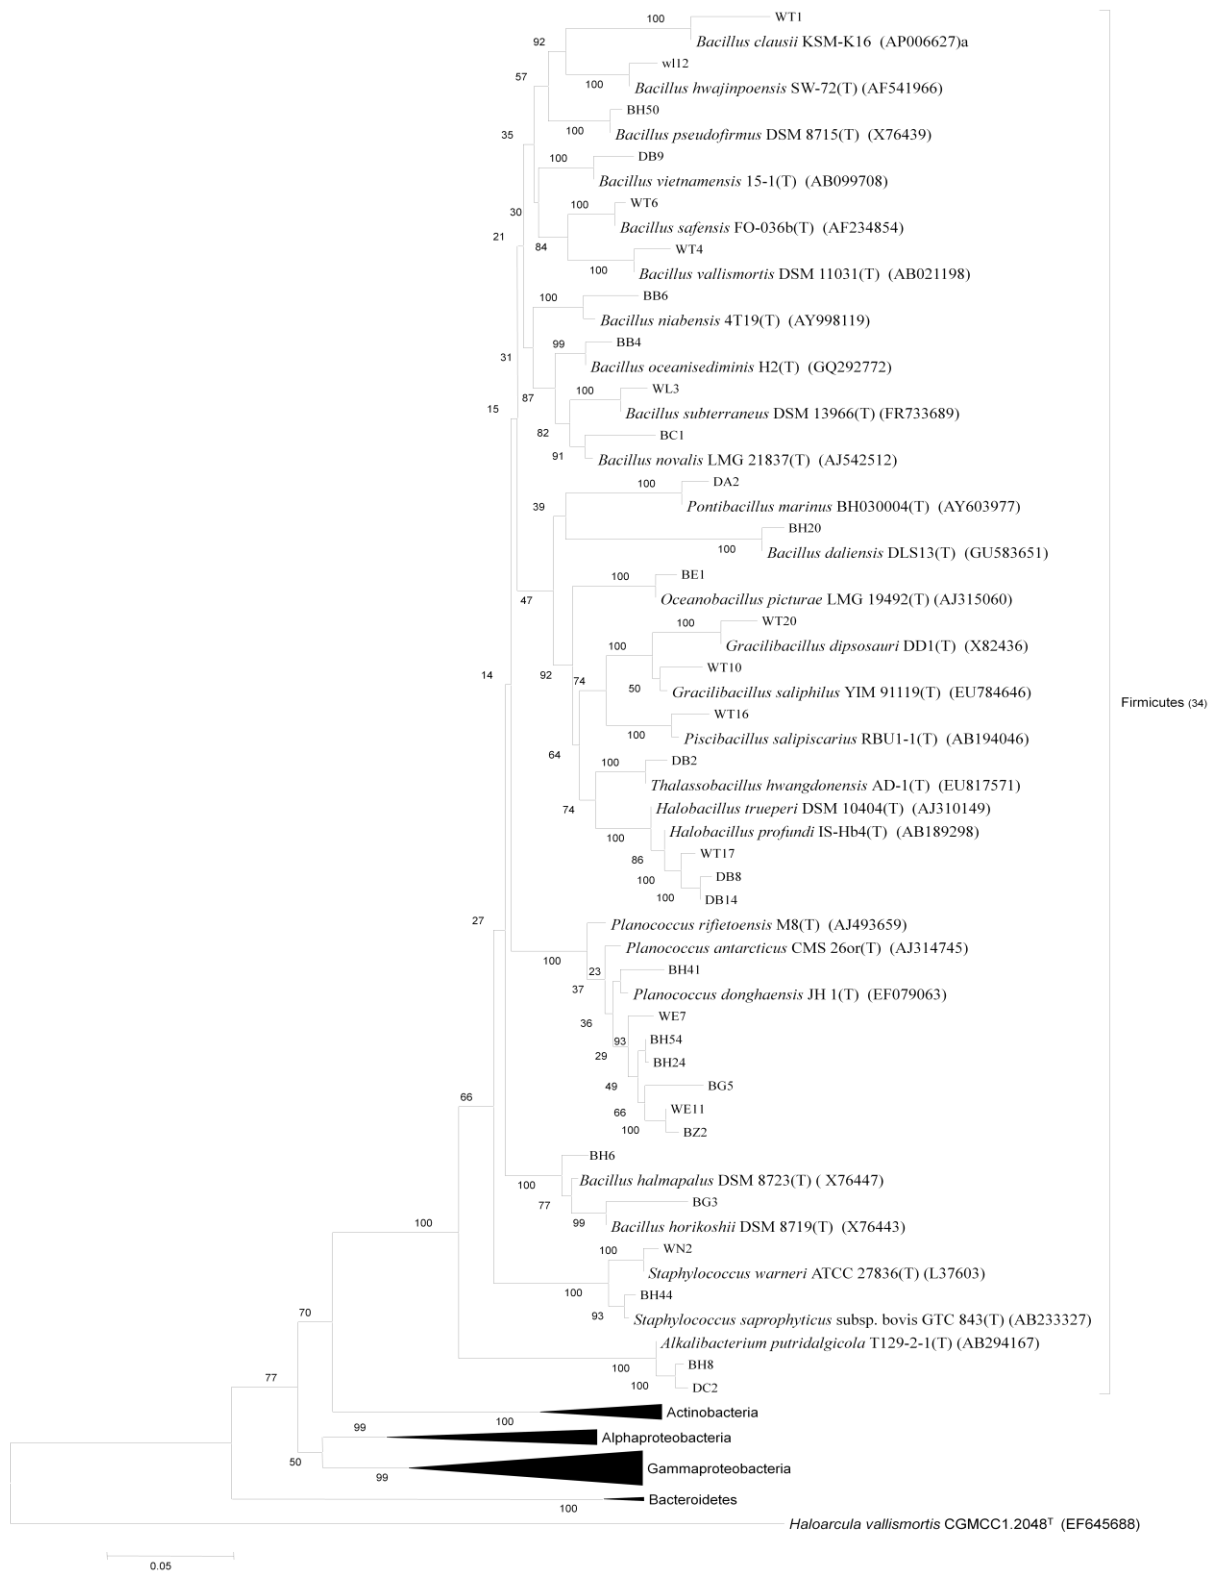 100
WT1
92
Bacillus clausii KSM-K16 (AP006627)a
wl12
57
100
Bacillus hwajinpoensis SW-72(T) (AF541966)
BH50
35
100
Bacillus pseudofirmus DSM 8715(T) (X76439)
100
DB9
Bacillus vietnamensis 15-1(T) (AB099708)
100
WT6
30
Bacillus safensis FO-036b(T) (AF234854)
21
84
WT4
100
Bacillus vallismortis DSM 11031(T) (AB021198)
100
BB6
Bacillus niabensis 4T19(T) (AY998119)
99
BB4
31
Bacillus oceanisediminis H2(T) (GQ292772)
100
WL3
87
15
Bacillus subterraneus DSM 13966(T) (FR733689)
82
BC1
91
Bacillus novalis LMG 21837(T) (AJ542512)
100
DA2
39
Pontibacillus marinus BH030004(T) (AY603977)
BH20
100
Bacillus daliensis DLS13(T) (GU583651)
100
BE1
47
Oceanobacillus picturae LMG 19492(T) (AJ315060)
100
WT20
100
Gracilibacillus dipsosauri DD1(T) (X82436)
14
92
74
WT10
50
Gracilibacillus saliphilus YIM 91119(T) (EU784646)
Firmicutes (34)
WT16
100
Piscibacillus salipiscarius RBU1-1(T) (AB194046)
64
100
DB2
Thalassobacillus hwangdonensis AD-1(T) (EU817571)
74
Halobacillus trueperi DSM 10404(T) (AJ310149)
100
Halobacillus profundi IS-Hb4(T) (AB189298)
86
WT17
100
DB8
100
DB14
27
Planococcus rifietoensis M8(T) (AJ493659)
100
Planococcus antarcticus CMS 26or(T) (AJ314745)
23
BH41
37
Planococcus donghaensis JH 1(T) (EF079063)
36
WE7
93
BH54
29
BH24
49
BG5
66
66
WE11
100
BZ2
BH6
100
Bacillus halmapalus DSM 8723(T) ( X76447)
77
BG3
99
Bacillus horikoshii DSM 8719(T) (X76443)
100
100
WN2
Staphylococcus warneri ATCC 27836(T) (L37603)
100
BH44
93
70
Staphylococcus saprophyticus subsp. bovis GTC 843(T) (AB233327)
Alkalibacterium putridalgicola T129-2-1(T) (AB294167)
100
BH8
77
100
DC2
100
Actinobacteria
99
Alphaproteobacteria
50
99
Gammaproteobacteria
100
Bacteroidetes
Haloarcula vallismortis CGMCC1.2048ᵀ (EF645688)
0.05